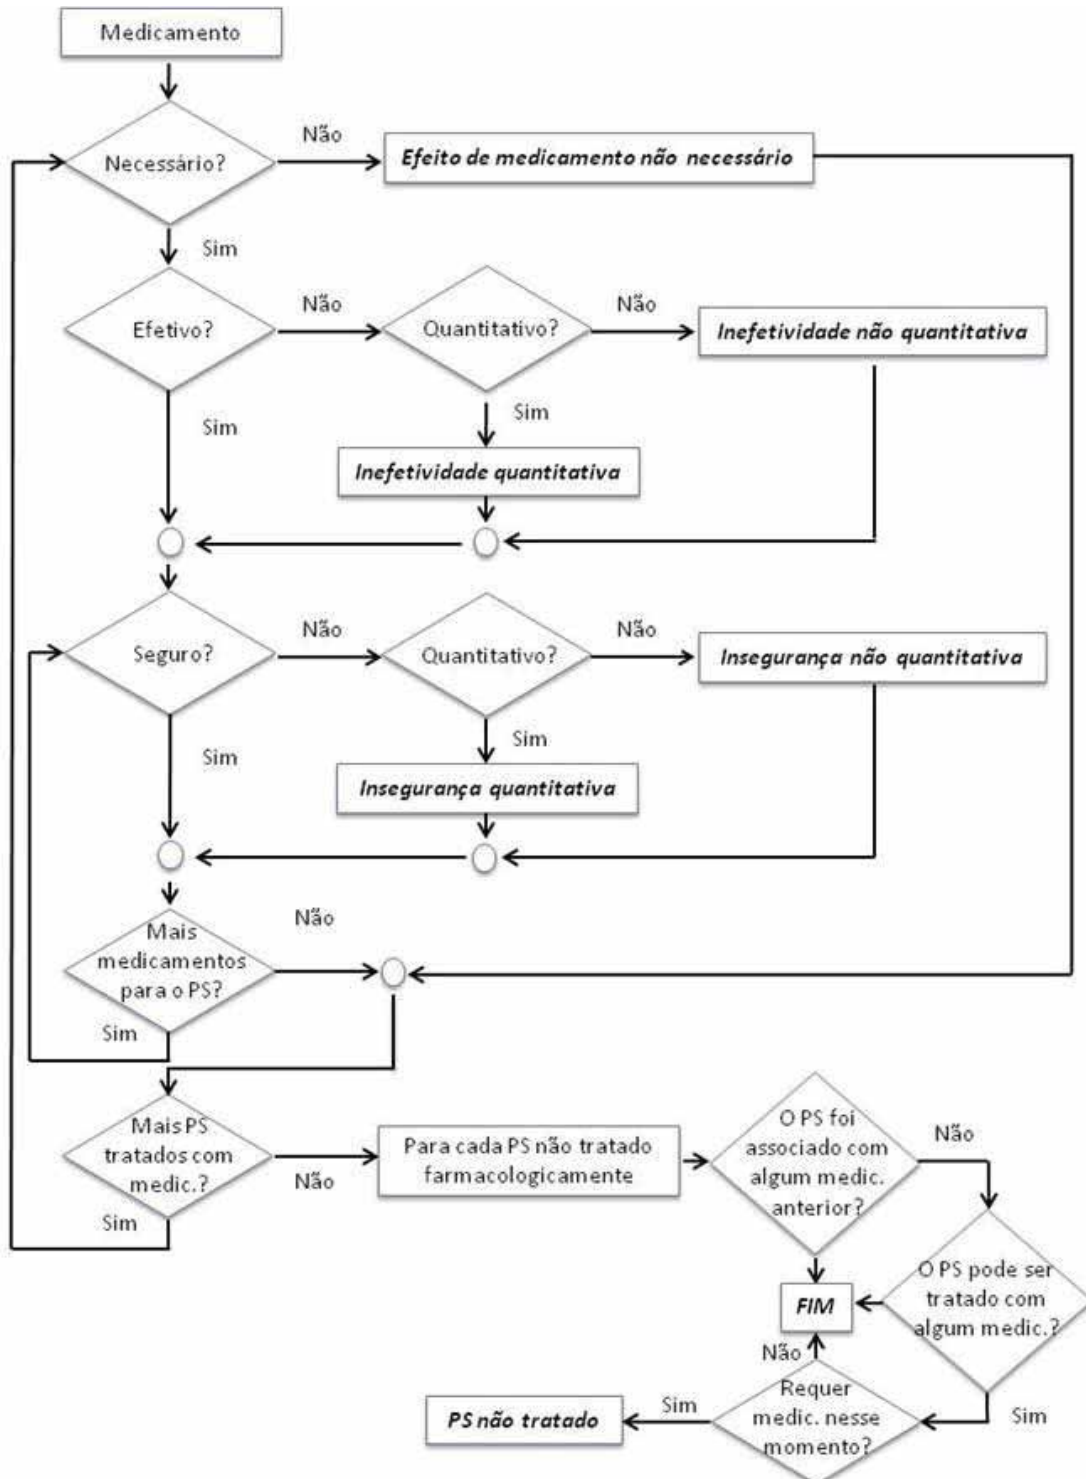 Medicamento
Não
Necessário?
Efeito de medicamento não necessário
Sim
Não
Não
Efetivo?
Quantitativo?
Inefetividade não quantitativa
Sim
Sim
Inefetividade quantitativa
Não
Não
Seguro?
Quantitativo?
Insegurança não quantitativa
Sim
Sim
Insegurança quantitativa
Não
Mais
medicamentos
para o PS?
Sim
Mais PS
tratados com
medic.?
Não
Sim
Para cada PS não tratado
farmacologicamente
O PS foi
associado com
algum medic.
anterior?
Não
O PS pode ser
tratado com
algum medic.?
FIM
Não
Sim
Requer
medic. nesse
momento?
Sim
PS não tratado